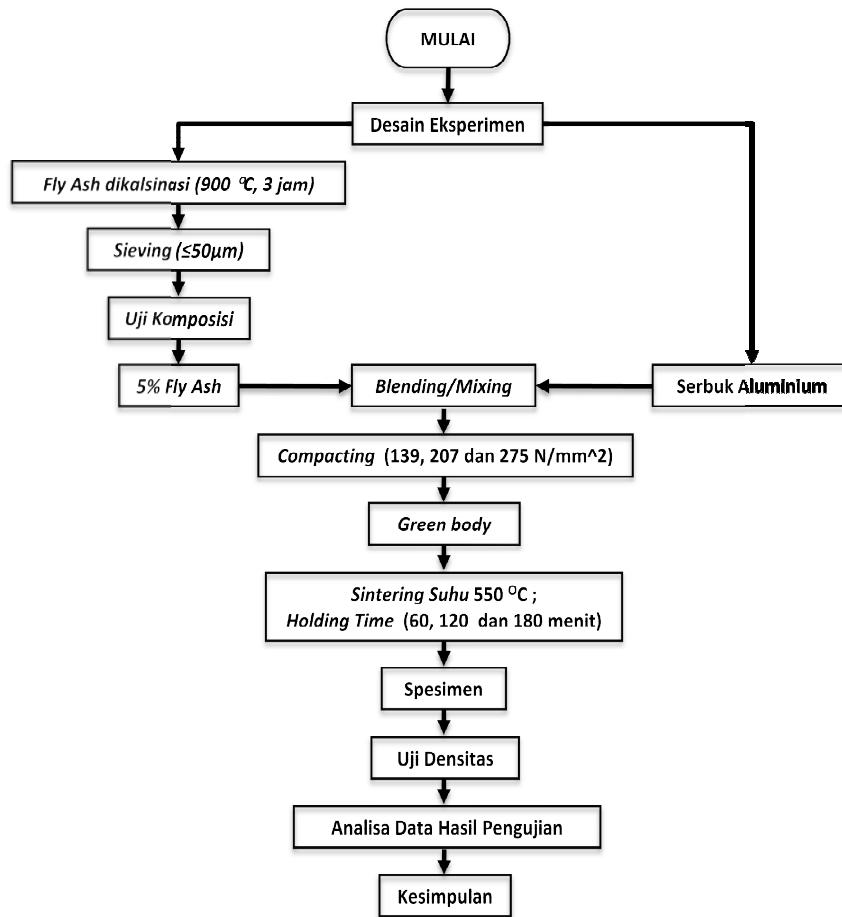 MULAI
Desain Eksperimen
Fly Ash dikalsinasi (900 °C, 3 jam)
Sieving (≤50µm)
Uji Komposisi
5% Fly Ash
Blending/Mixing
Serbuk Aluminium
Compacting (139, 207 dan 275 N/mm^2)
Green body
Sintering Suhu 550 °C ;
Holding Time (60, 120 dan 180 menit)
Spesimen
Uji Densitas
Analisa Data Hasil Pengujian
Kesimpulan